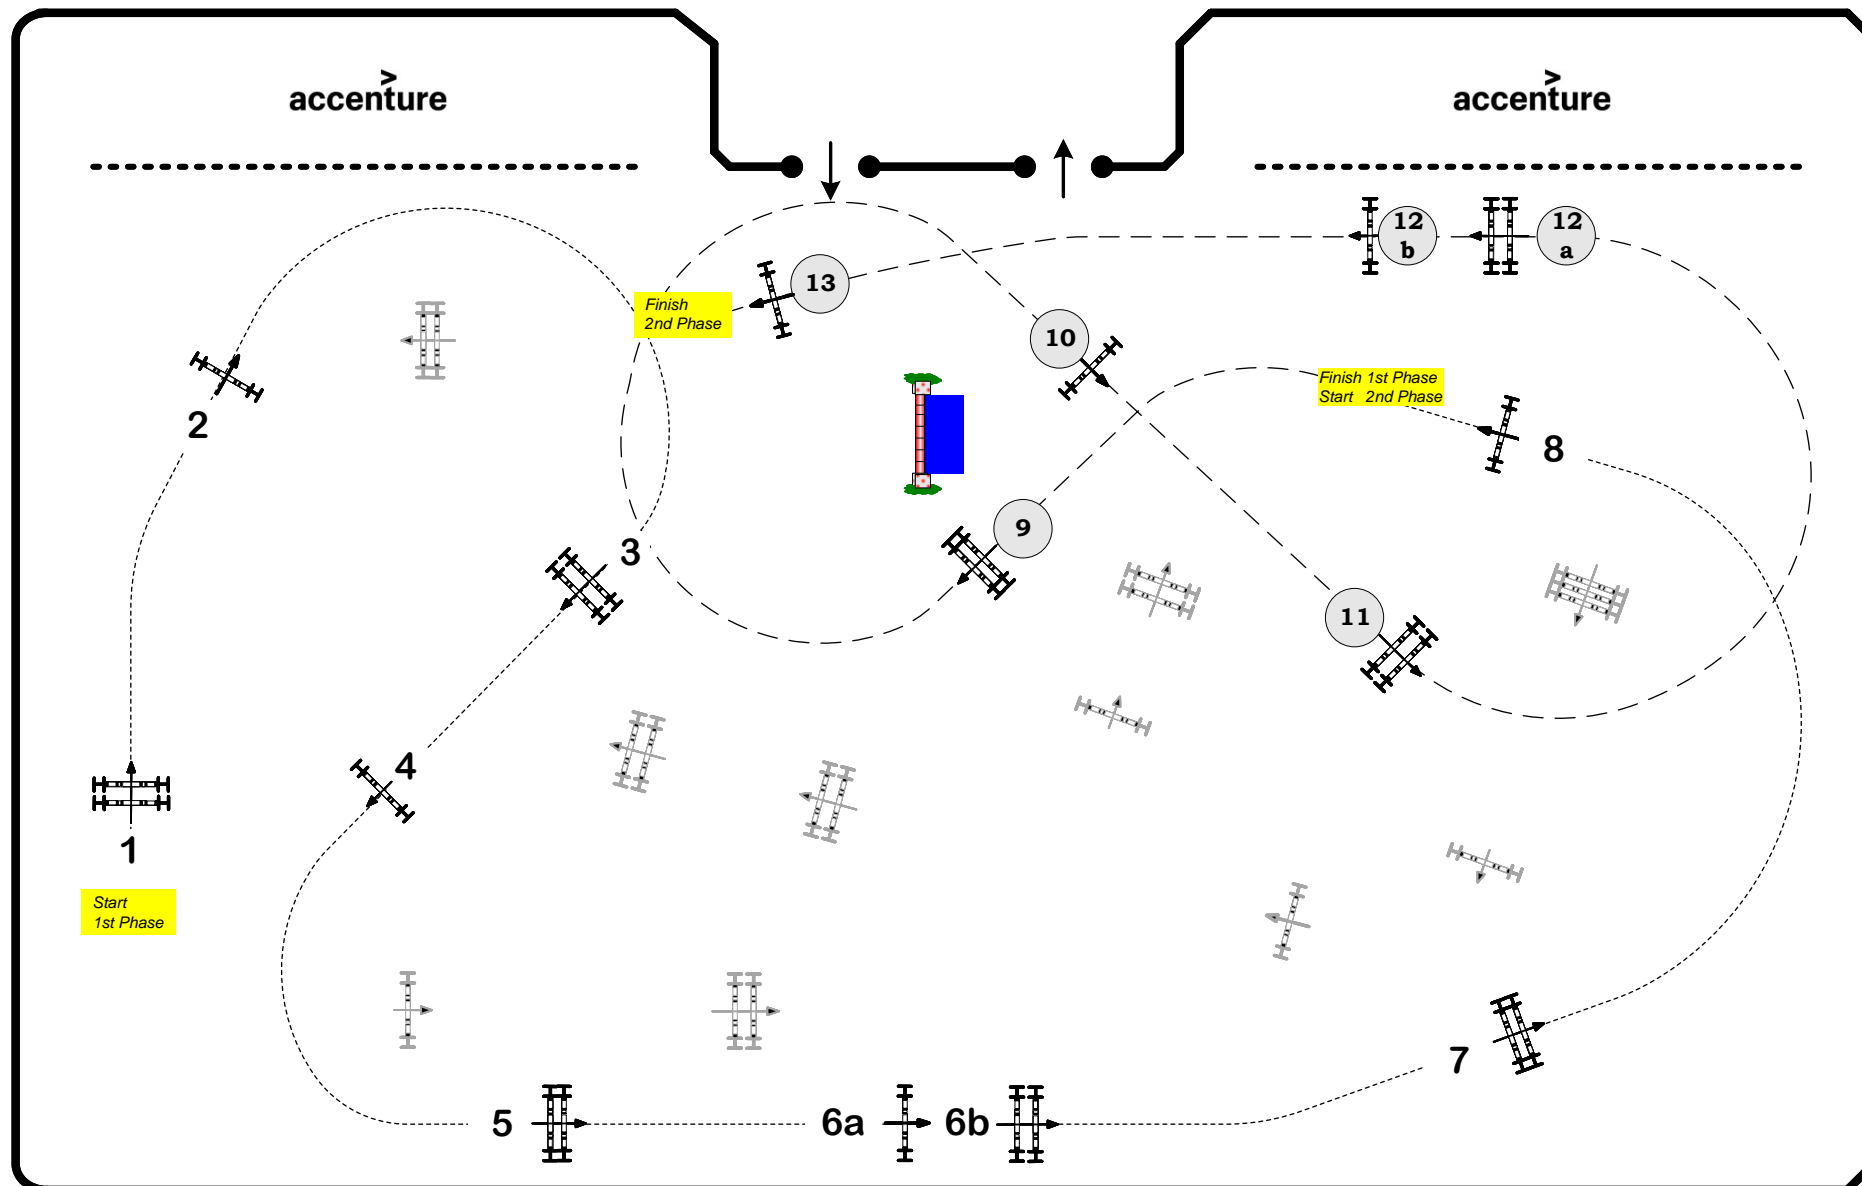 >
accenture
>
accenture
12
b
12
a
13
Finish
2nd Phase
10
Finish 1st Phase
Start 2nd Phase
2
8
3
9
11
4
1
Start
1st Phase
7
5
6a
6b